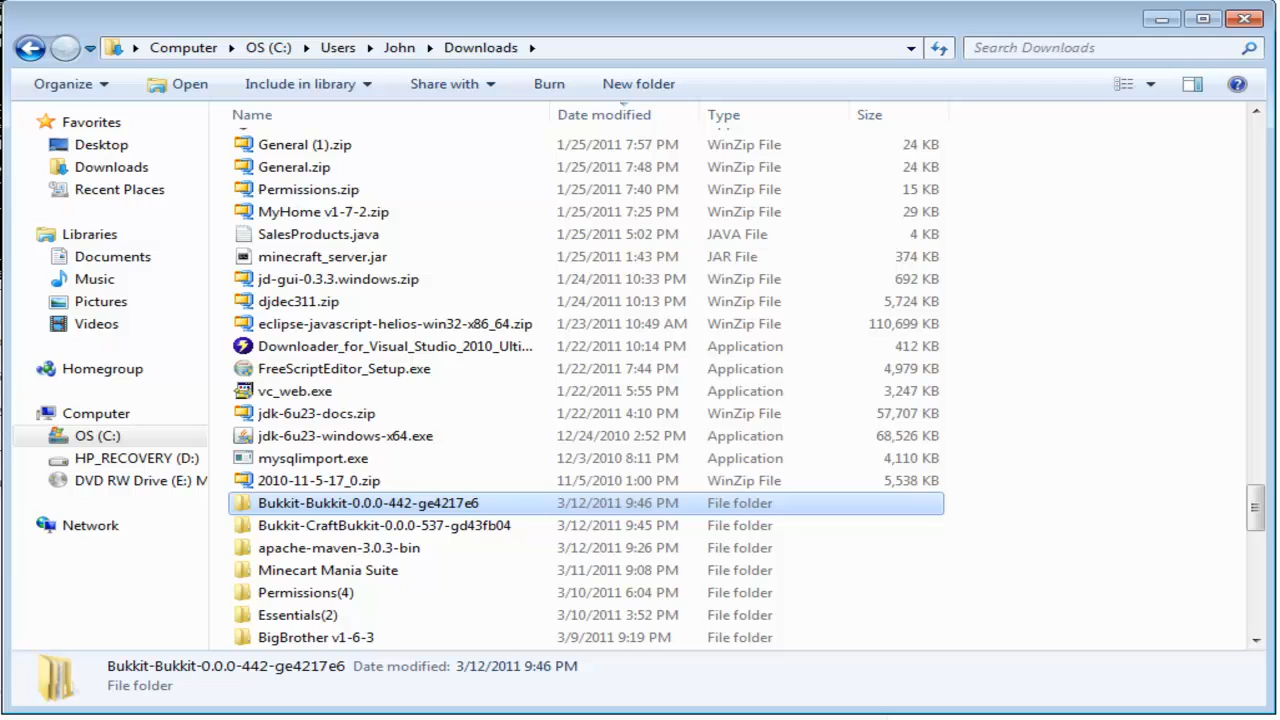 Computer OS (C:) Users John Downloads Search Downloads
Organize Open Include in library Share with Burn New folder
Favorites
Desktop
Downloads
Recent Places
Libraries
Documents
Music
Pictures
Videos
Homegroup
Computer
OS (C:)
HP_RECOVERY (D:)
DVD RW Drive (E:) M
Network
Name Date modified Type Size
General (1).zip 1/25/2011 7:57 PM WinZip File 24 KB
General.zip 1/25/2011 7:48 PM WinZip File 24 KB
Permissions.zip 1/25/2011 7:40 PM WinZip File 15 KB
MyHome v1-7-2.zip 1/25/2011 7:25 PM WinZip File 29 KB
SalesProducts.java 1/25/2011 5:02 PM JAVA File 4 KB
minecraft_server.jar 1/25/2011 1:43 PM JAR File 374 KB
jd-gui-0.3.3.windows.zip 1/24/2011 10:33 PM WinZip File 692 KB
djdec311.zip 1/24/2011 10:13 PM WinZip File 5,724 KB
eclipse-javascript-helios-win32-x86_64.zip 1/23/2011 10:49 AM WinZip File 110,699 KB
Downloader_for_Visual_Studio_2010_Ulti... 1/22/2011 10:14 PM Application 412 KB
FreeScriptEditor_Setup.exe 1/22/2011 7:44 PM Application 4,979 KB
vc_web.exe 1/22/2011 5:55 PM Application 3,247 KB
jdk-6u23-docs.zip 1/22/2011 4:10 PM WinZip File 57,707 KB
jdk-6u23-windows-x64.exe 12/24/2010 2:52 PM Application 68,526 KB
mysqlimport.exe 12/3/2010 8:11 PM Application 4,110 KB
2010-11-5-17_0.zip 11/5/2010 1:00 PM WinZip File 5,538 KB
Bukkit-Bukkit-0.0.0-442-ge4217e6 3/12/2011 9:46 PM File folder
Bukkit-CraftBukkit-0.0.0-537-gd43fb04 3/12/2011 9:45 PM File folder
apache-maven-3.0.3-bin 3/12/2011 9:26 PM File folder
Minecart Mania Suite 3/11/2011 9:08 PM File folder
Permissions(4) 3/10/2011 6:04 PM File folder
Essentials(2) 3/10/2011 3:52 PM File folder
BigBrother v1-6-3 3/9/2011 9:19 PM File folder
Bukkit-Bukkit-0.0.0-442-ge4217e6 Date modified: 3/12/2011 9:46 PM
File folder